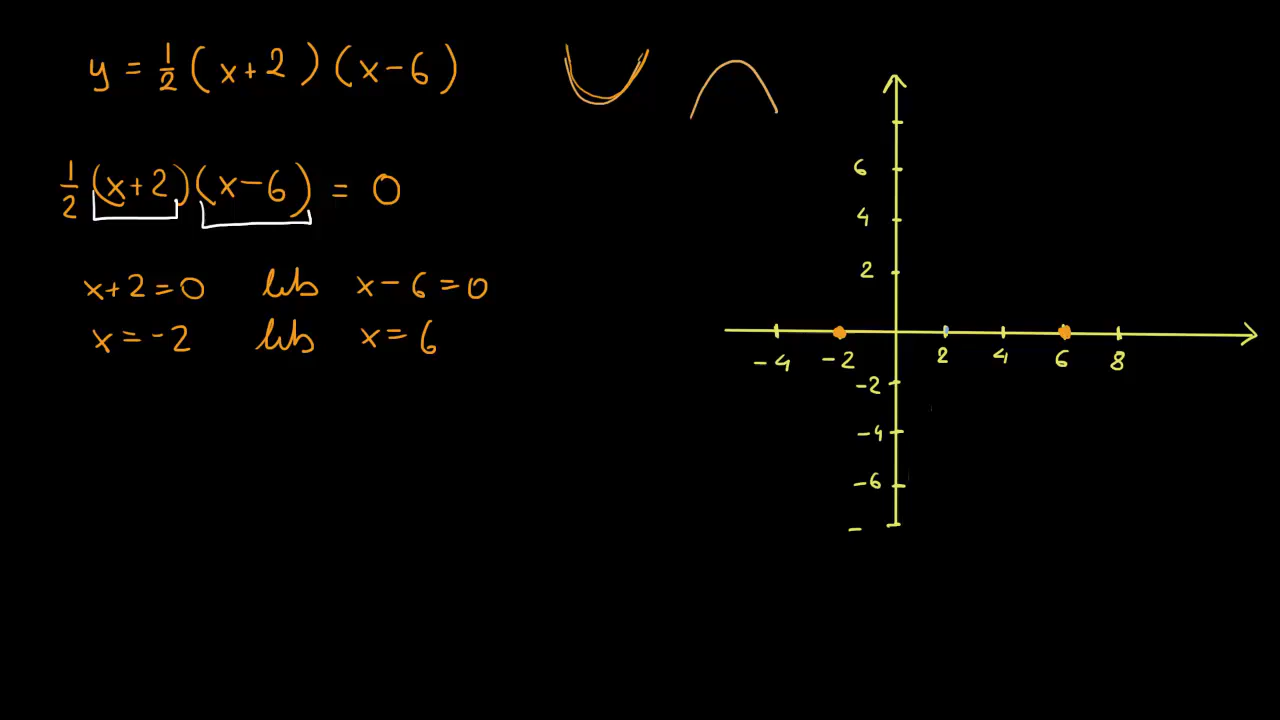 y = 1/2 (x+2) (x-6)
1/2 (x+2)(x-6) = 0
x+2=0 lub x-6=0
x=-2 lub x=6
6
4
2
-4 -2 2 4 6 8
-2
-4
-6
-